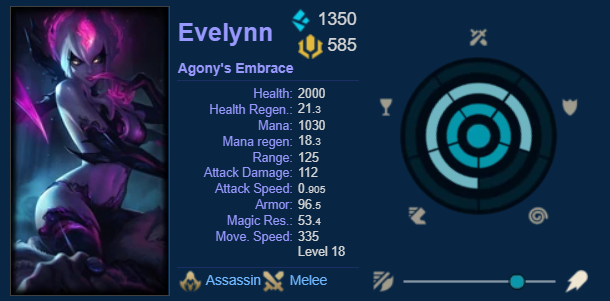 Evelynn
1350
585
Agony's Embrace
Health: 2000
Health Regen.: 21.3
Mana: 1030
Mana regen: 18.3
Range: 125
Attack Damage: 112
Attack Speed: 0.905
Armor: 96.5
Magic Res.: 53.4
Move. Speed: 335
Level 18
Assassin Melee